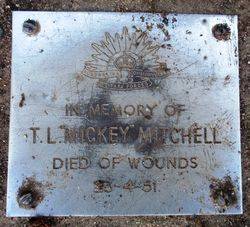 IN MEMORY OF
T. L. MICKEY MITCHELL
DIED OF WOUNDS
23-4-51